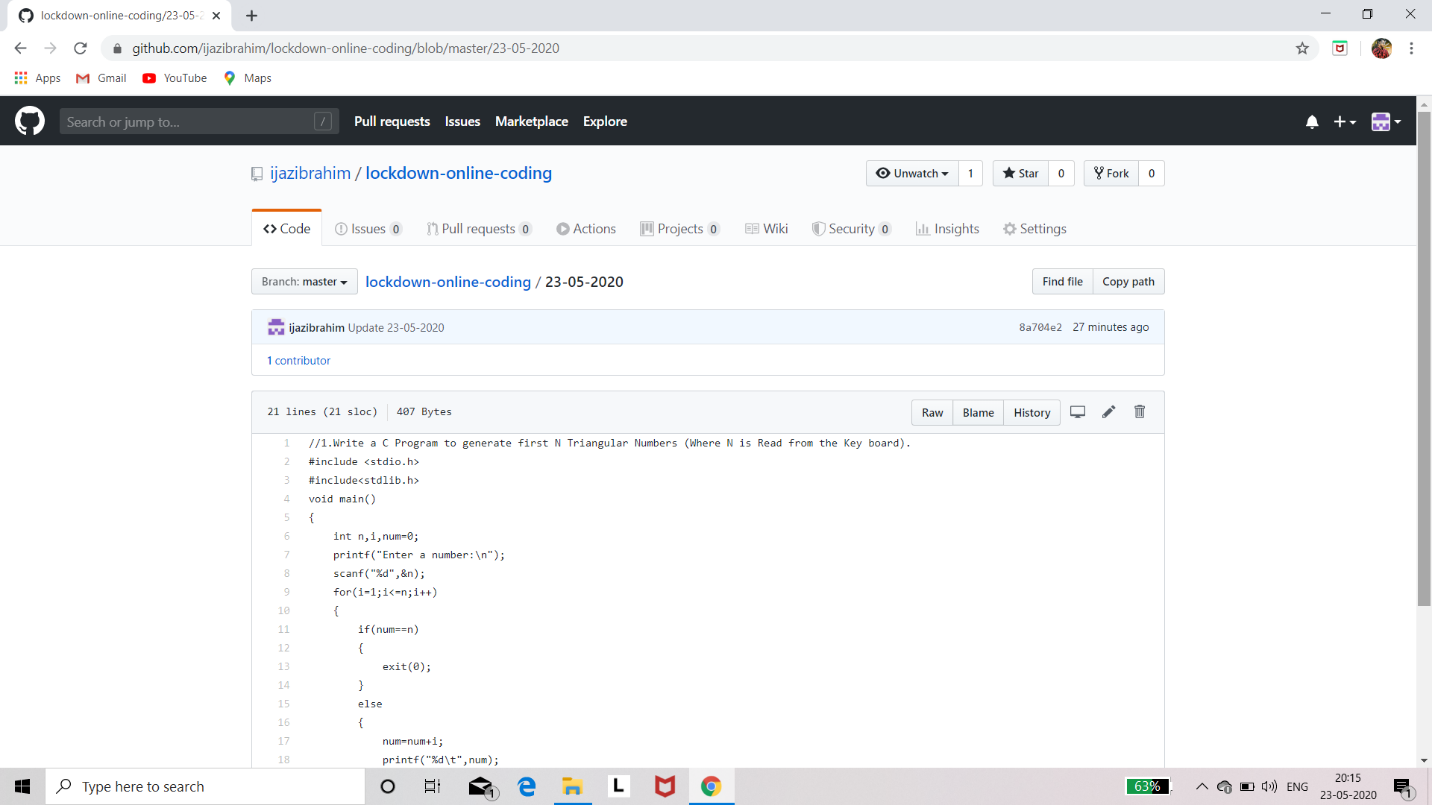 lockdown-online-coding/23-05-2
github.com/ijazibrahim/lockdown-online-coding/blob/master/23-05-2020
Apps Gmail YouTube Maps
Search or jump to... / Pull requests Issues Marketplace Explore
ijazibrahim / lockdown-online-coding Unwatch 1 Star 0 Fork 0
Code Issues 0 Pull requests 0 Actions Projects 0 Wiki Security 0 Insights Settings
Branch: master lockdown-online-coding / 23-05-2020 Find file Copy path
ijazibrahim Update 23-05-2020 8a704e2 27 minutes ago
1 contributor
21 lines (21 sloc) 407 Bytes Raw Blame History
1 //1.Write a C Program to generate first N Triangular Numbers (Where N is Read from the Key board).
2 #include <stdio.h>
3 #include<stdlib.h>
4 void main()
5 {
6 int n,i,num=0;
7 printf("Enter a number:\n");
8 scanf("%d",&n);
9 for(i=1;i<=n;i++)
10 {
11 if(num==n)
12 {
13 exit(0);
14 }
15 else
16 {
17 num=num+i;
18 printf("%d\t",num);
Type here to search 1 L 63% ENG 20:15 1
23-05-2020